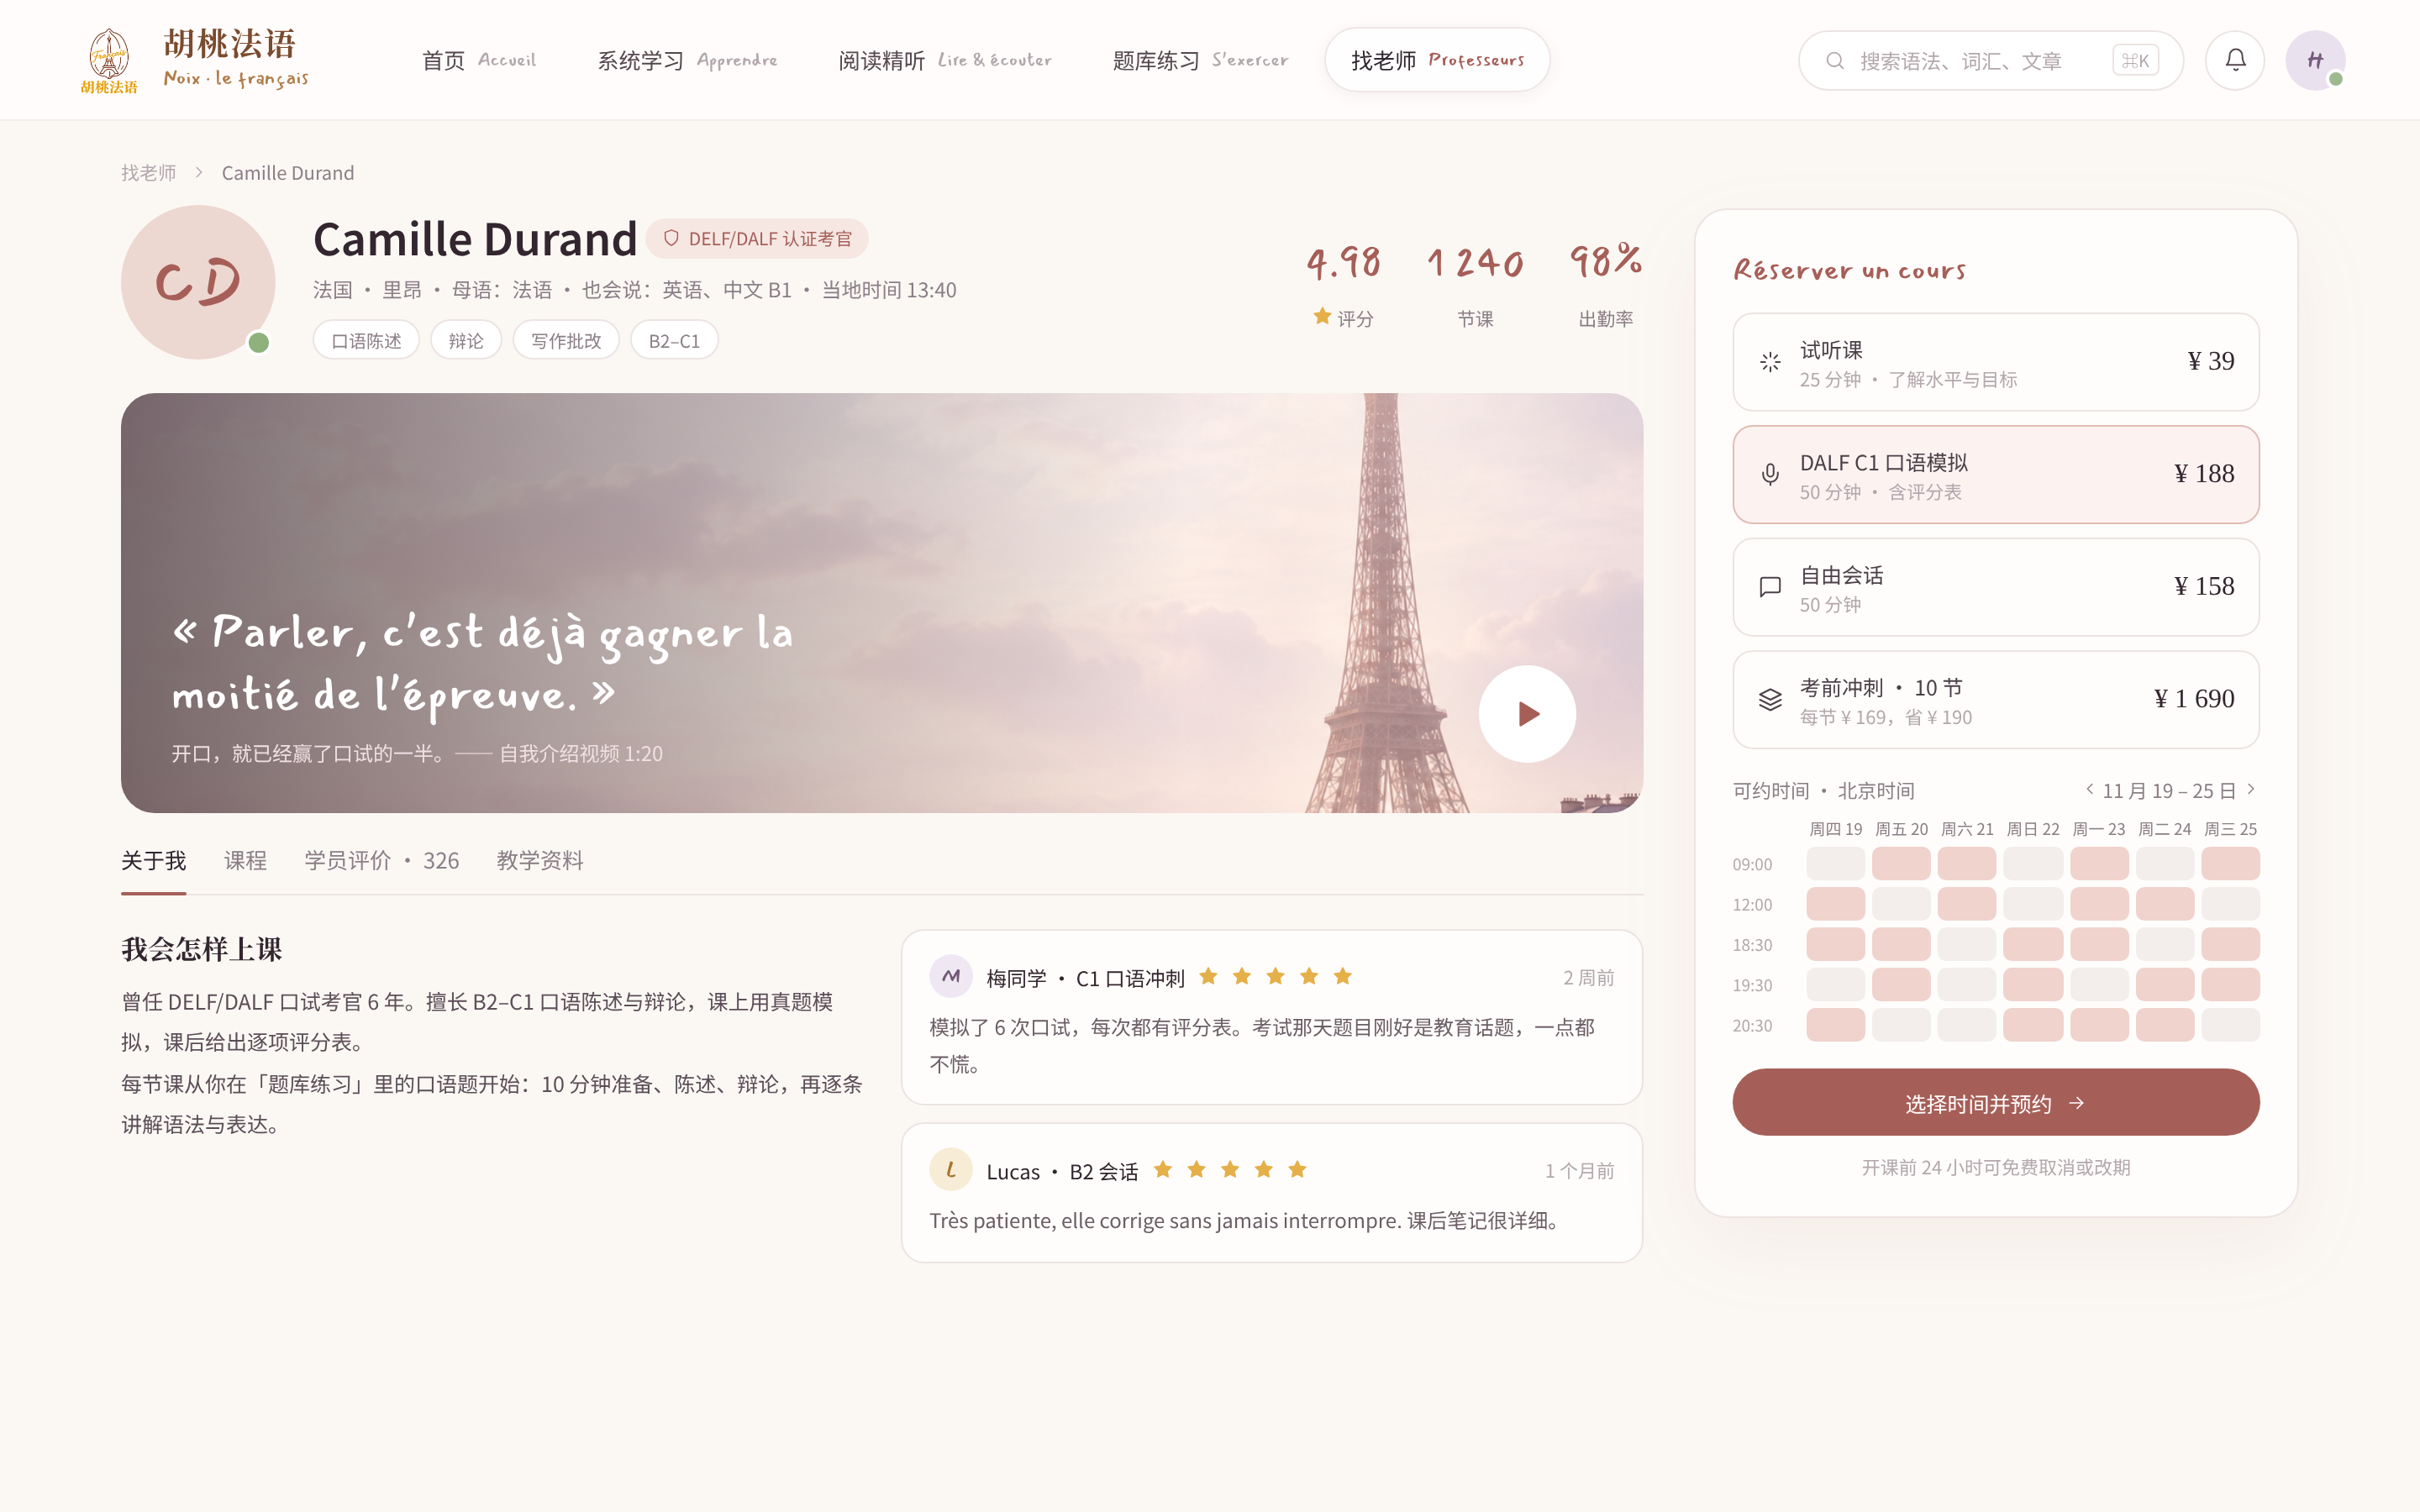 胡桃法语
Français
胡桃法语
Noix · le français
首页 Accueil
系统学习 Apprendre
阅读精听 Lire & écouter
题库练习 S'exercer
找老师 Professeurs
搜索语法、词汇、文章 ⌘K
H
找老师 > Camille Durand
CD
Camille Durand
DELF/DALF 认证考官
法国 · 里昂 · 母语：法语 · 也会说：英语、中文 B1 · 当地时间 13:40
口语陈述 辩论 写作批改 B2–C1
4.98 1 240 98%
评分 节课 出勤率
« Parler, c'est déjà gagner la
moitié de l'épreuve. »
开口，就已经赢了口试的一半。—— 自我介绍视频 1:20
关于我 课程 学员评价 · 326 教学资料
我会怎样上课
曾任 DELF/DALF 口试考官 6 年。擅长 B2–C1 口语陈述与辩论，课上用真题模
拟，课后给出逐项评分表。
每节课从你在「题库练习」里的口语题开始：10 分钟准备、陈述、辩论，再逐条
讲解语法与表达。
M 梅同学 · C1 口语冲刺 ★ ★ ★ ★ ★ 2 周前
模拟了 6 次口试，每次都有评分表。考试那天题目刚好是教育话题，一点都
不慌。
L Lucas · B2 会话 ★ ★ ★ ★ ★ 1 个月前
Très patiente, elle corrige sans jamais interrompre. 课后笔记很详细。
Réserver un cours
试听课
25 分钟 · 了解水平与目标
¥ 39
DALF C1 口语模拟
50 分钟 · 含评分表
¥ 188
自由会话
50 分钟
¥ 158
考前冲刺 · 10 节
每节 ¥ 169，省 ¥ 190
¥ 1 690
可约时间 · 北京时间
11 月 19 – 25 日
周四 19 周五 20 周六 21 周日 22 周一 23 周二 24 周三 25
09:00
12:00
18:30
19:30
20:30
选择时间并预约 →
开课前 24 小时可免费取消或改期